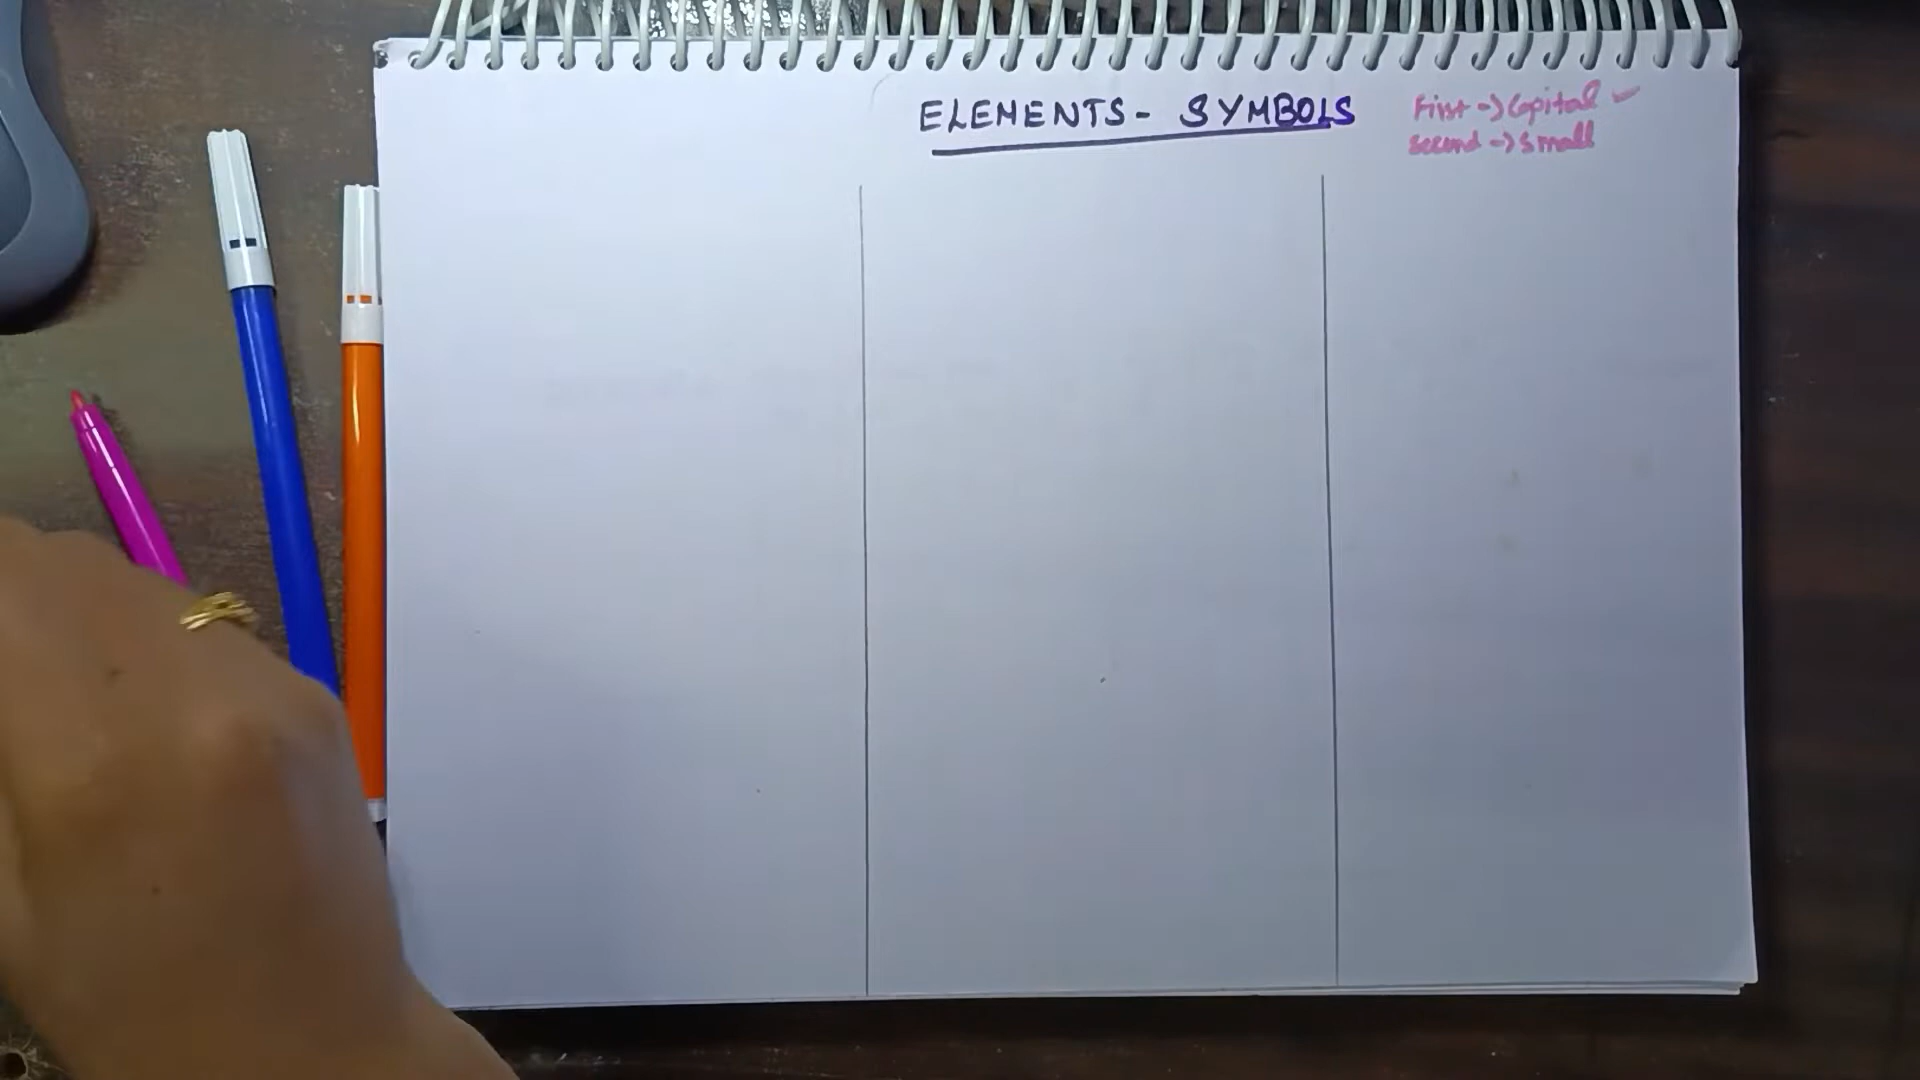 ELEMENTS - SYMBOLS
First -> Capital ✓
Second -> Small